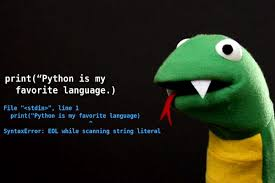 print(“Python is my
favorite language.)
File "<stdin>", line 1
print("Python is my favorite language)
^
SyntaxError: EOL while scanning string literal